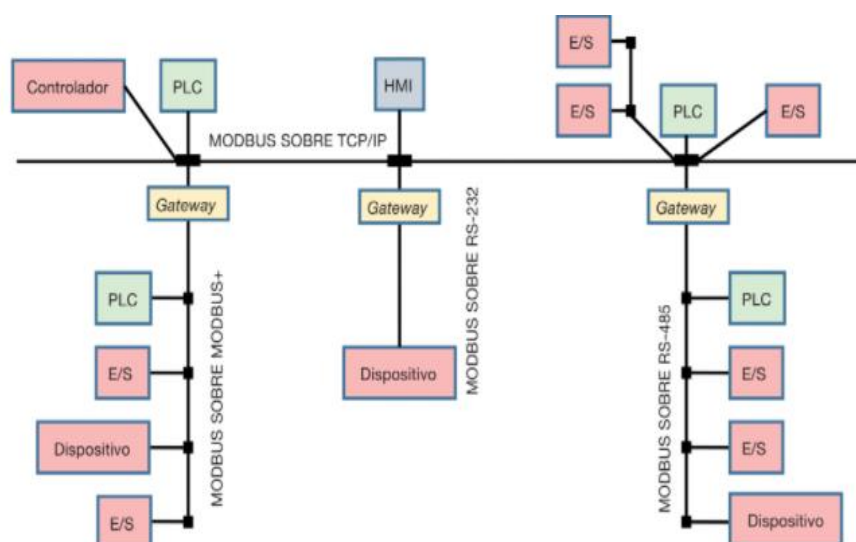 E/S
Controlador
PLC
HMI
E/S
PLC
E/S
MODBUS SOBRE TCP/IP
Gateway
Gateway
Gateway
MODBUS SOBRE MODBUS+
MODBUS SOBRE RS-232
MODBUS SOBRE RS-485
PLC
PLC
E/S
Dispositivo
E/S
Dispositivo
E/S
E/S
Dispositivo